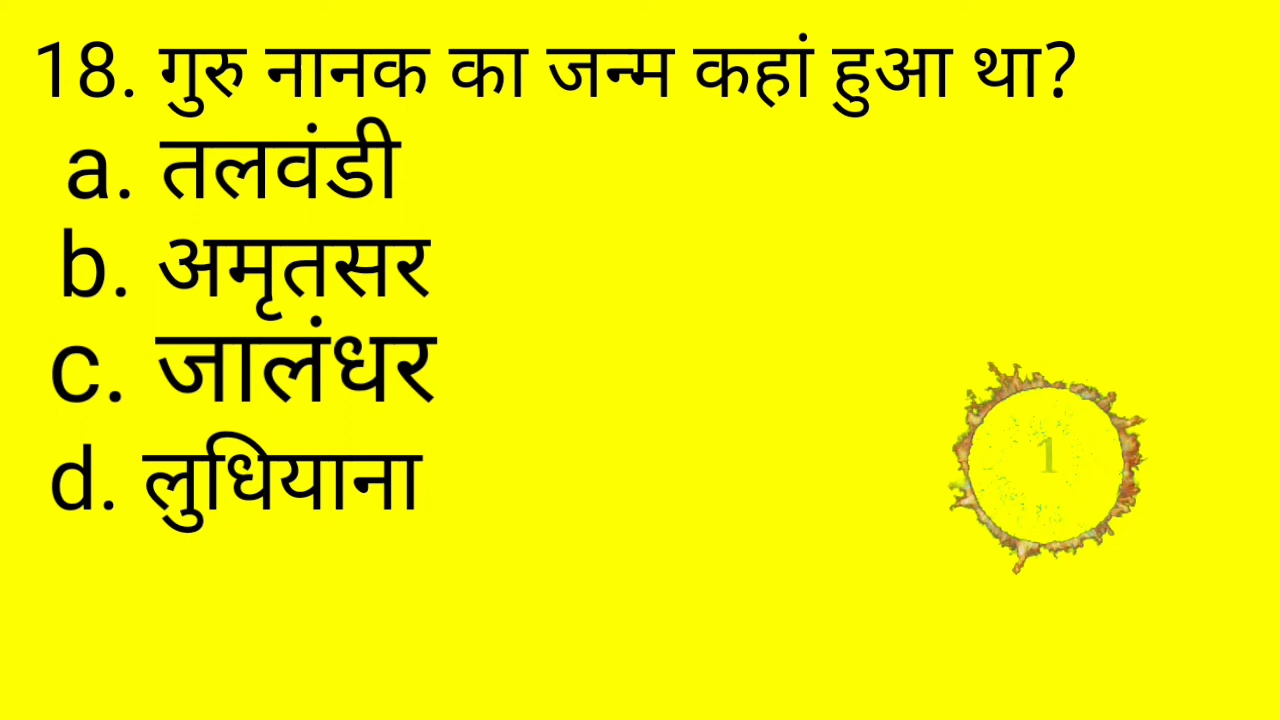 18. गुरु नानक का जन्म कहां हुआ था?
a. तलवंडी
b. अमृतसर
c. जालंधर
d. लुधियाना
1